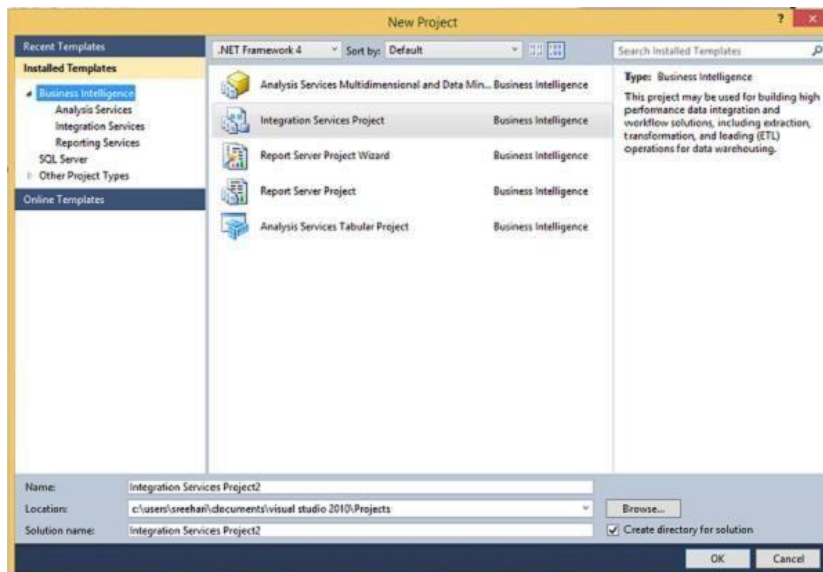 New Project
?
Recent Templates
.NET Framework 4
Sort by: Default
Search Installed Templates
Installed Templates
Business Intelligence
Analysis Services
Integration Services
Reporting Services
SQL Server
Other Project Types
Online Templates
Analysis Services Multidimensional and Data Min... Business Intelligence
Integration Services Project Business Intelligence
Report Server Project Wizard Business Intelligence
Report Server Project Business Intelligence
Analysis Services Tabular Project Business Intelligence
Type: Business Intelligence
This project may be used for building high
performance data integration and
workflow solutions, including extraction,
transformation, and loading (ETL)
operations for data warehousing.
Name: Integration Services Project2
Location: c:\users\sreehari\documents\visual studio 2010\Projects
Browse...
Solution name: Integration Services Project2
Create directory for solution
OK
Cancel